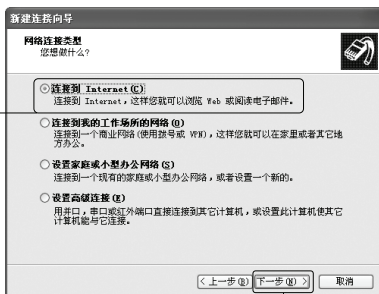 新建连接向导
网络连接类型
您想做什么?
连接到 Internet(C)
连接到 Internet，这样您就可以浏览 Web 或阅读电子邮件。
连接到我的工作场所的网络(O)
连接到一个商业网络(使用拨号或 VPN)，这样您就可以在家里或者其它地
方办公。
设置家庭或小型办公网络(S)
连接到一个现有的家庭或小型办公网络，或者设置一个新的。
设置高级连接(E)
用并口，串口或红外端口直接连接到其它计算机，或设置此计算机使其它
计算机能与它连接。
< 上一步(B) 下一步(N) > 取消